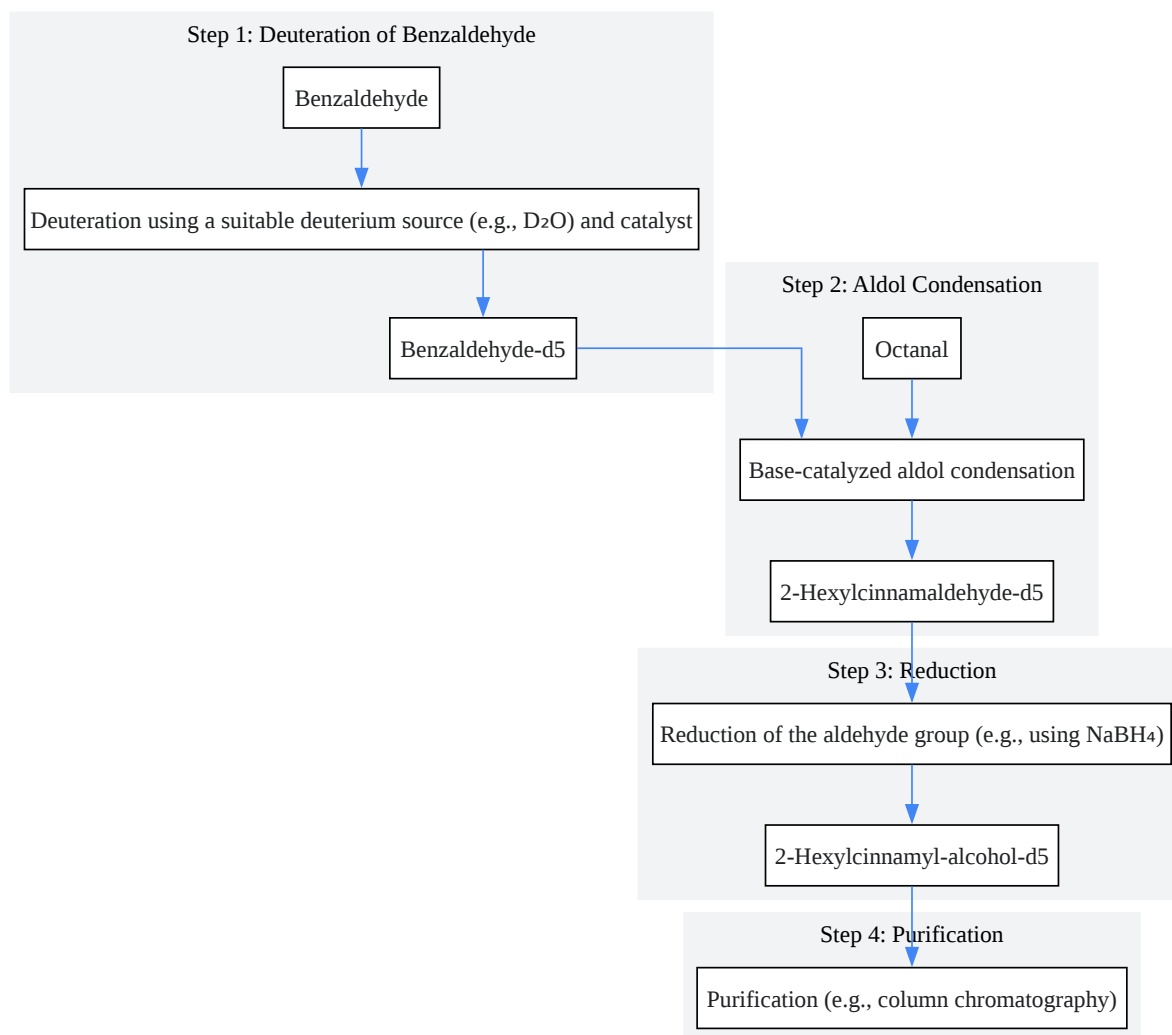 Step 1: Deuteration of Benzaldehyde
Benzaldehyde
Deuteration using a suitable deuterium source (e.g., D₂O) and catalyst
Benzaldehyde-d5
Step 2: Aldol Condensation
Octanal
Base-catalyzed aldol condensation
2-Hexylcinnamaldehyde-d5
Step 3: Reduction
Reduction of the aldehyde group (e.g., using NaBH₄)
2-Hexylcinnamyl-alcohol-d5
Step 4: Purification
Purification (e.g., column chromatography)